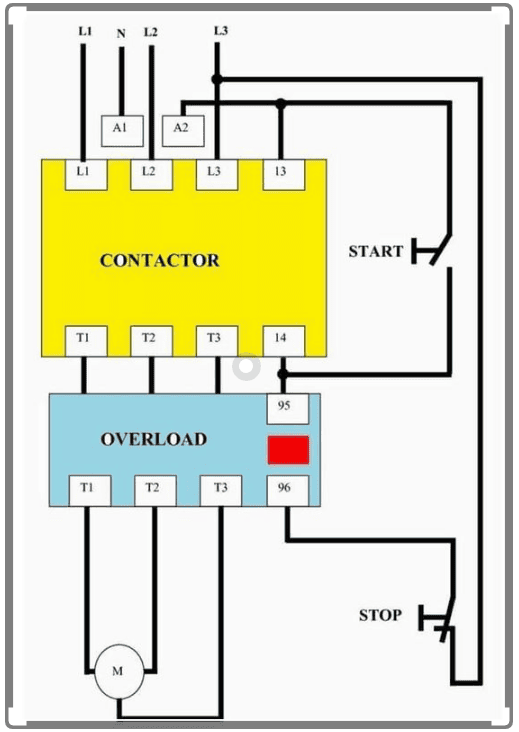 L1 N L2 L3
A1 A2
L1 L2 L3 13
CONTACTOR
START
T1 T2 T3 14
95
OVERLOAD
T1 T2 T3 96
STOP
M